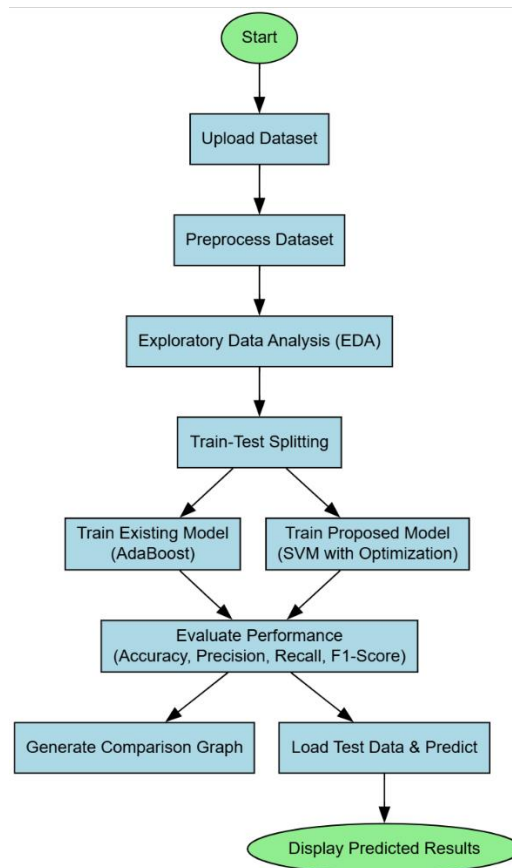 Start
Upload Dataset
Preprocess Dataset
Exploratory Data Analysis (EDA)
Train-Test Splitting
Train Existing Model
(AdaBoost)
Train Proposed Model
(SVM with Optimization)
Evaluate Performance
(Accuracy, Precision, Recall, F1-Score)
Generate Comparison Graph
Load Test Data & Predict
Display Predicted Results